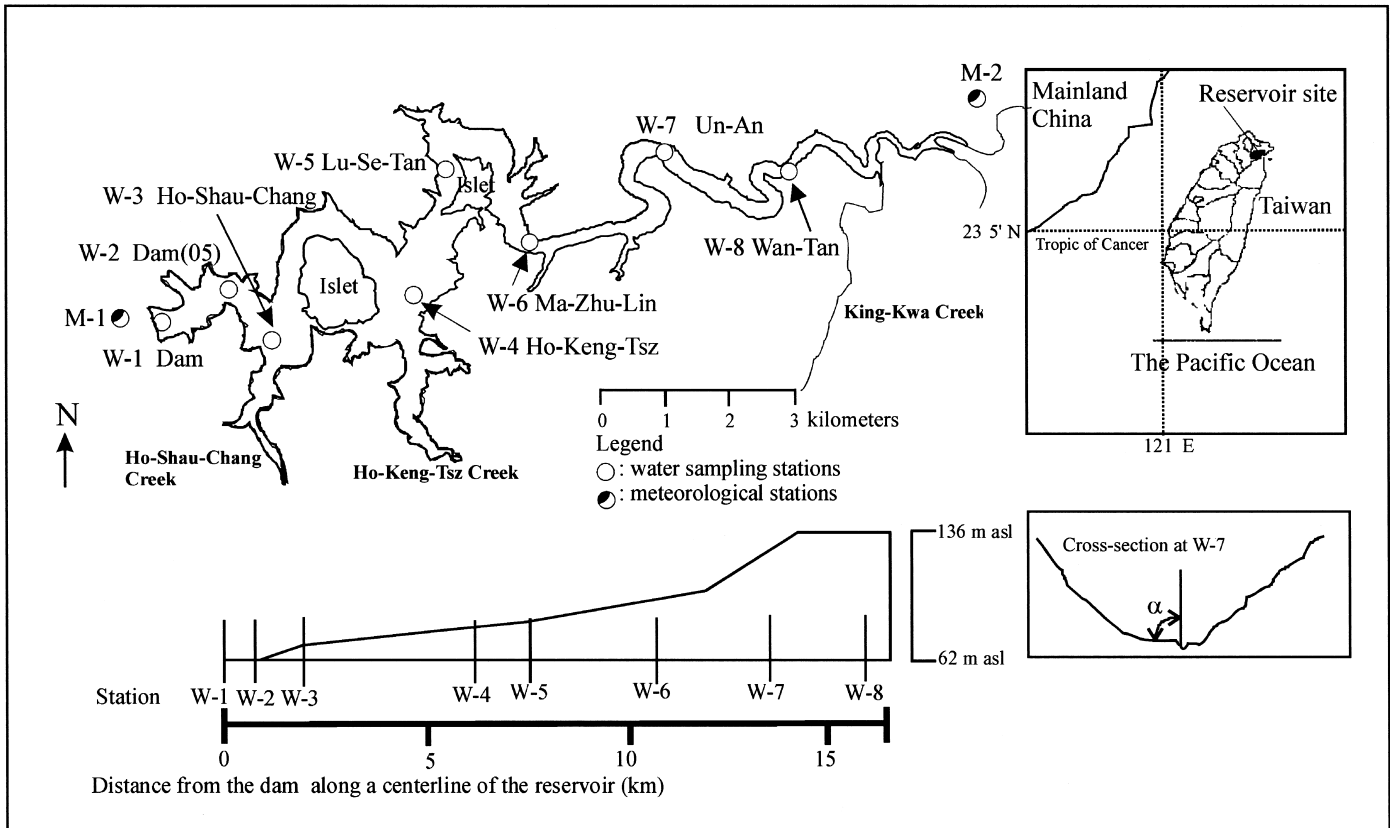 M-2
Mainland
China
Reservoir site
Taiwan
23 5' N
Tropic of Cancer
The Pacific Ocean
121 E
W-7 Un-An
W-5 Lu-Se-Tan
Islet
W-3 Ho-Shau-Chang
W-2 Dam(05)
Islet
W-8 Wan-Tan
W-6 Ma-Zhu-Lin
M-1
W-1 Dam
W-4 Ho-Keng-Tsz
King-Kwa Creek
N
0 1 2 3 kilometers
Legend
: water sampling stations
: meteorological stations
Ho-Shau-Chang
Creek
Ho-Keng-Tsz Creek
136 m asl
62 m asl
Cross-section at W-7
α
Station W-1 W-2 W-3 W-4 W-5 W-6 W-7 W-8
0 5 10 15
Distance from the dam along a centerline of the reservoir (km)